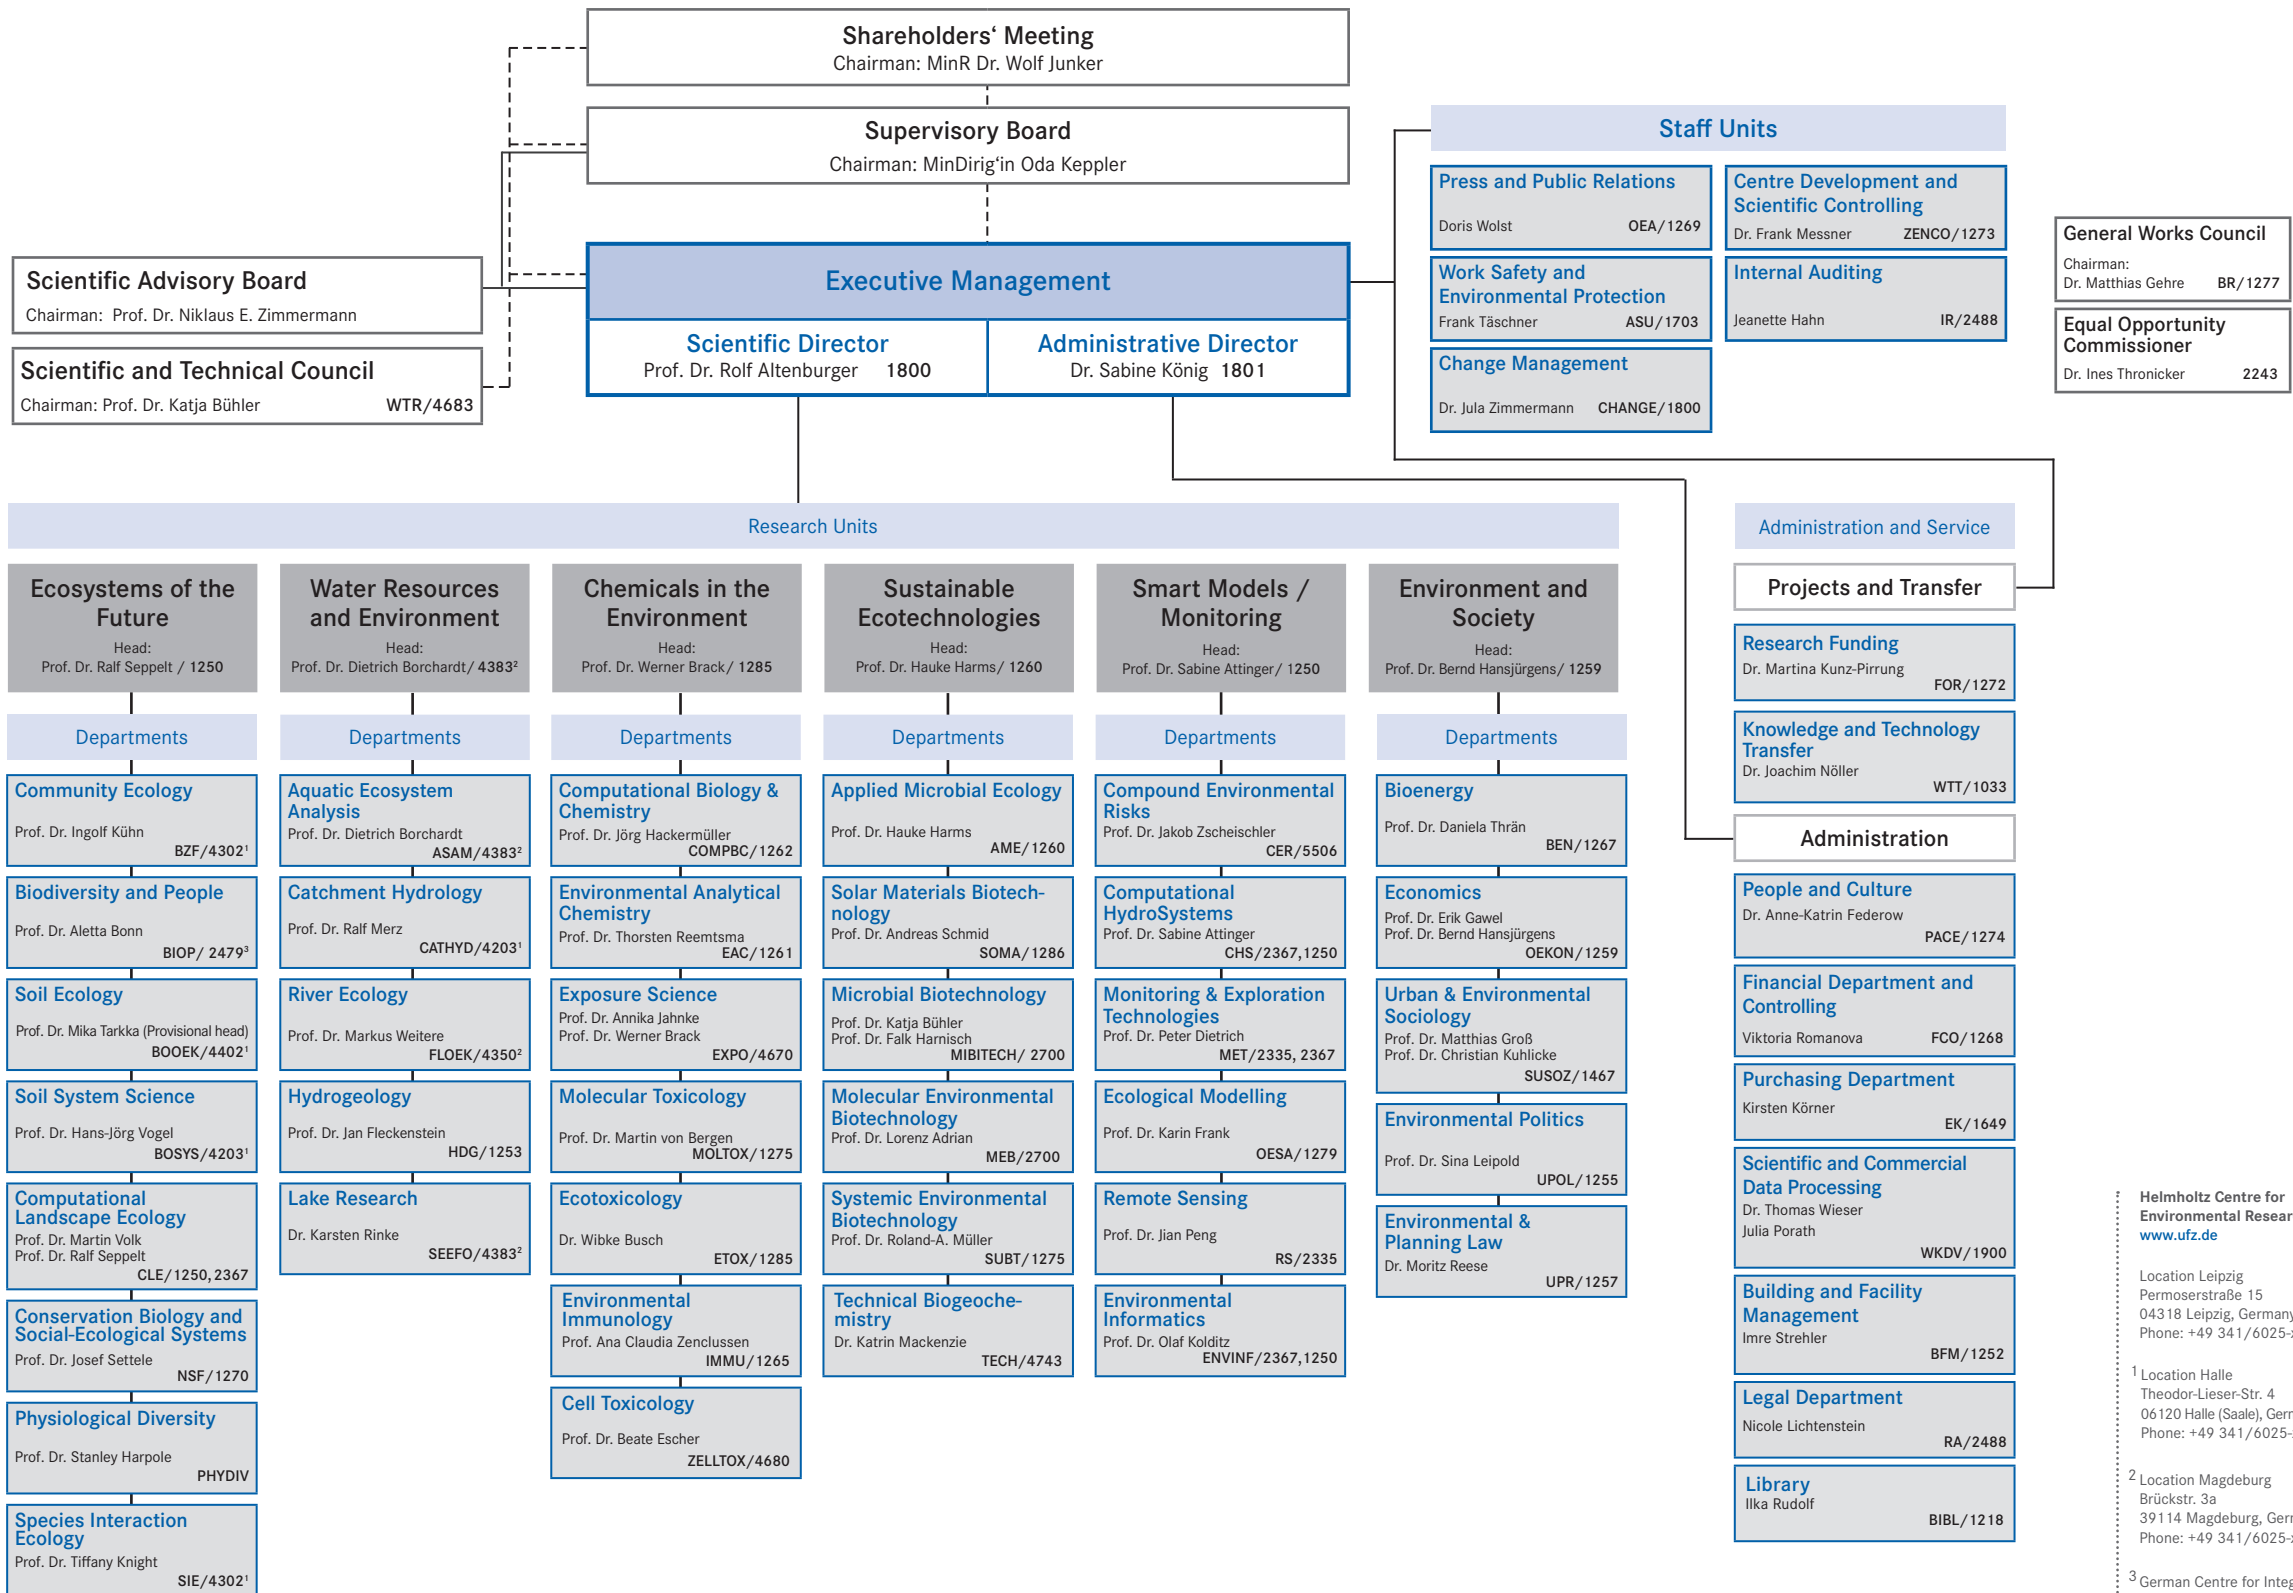 Shareholders‘ Meeting
Chairman: MinR Dr. Wolf Junker
Supervisory Board
Chairman: MinDirig‘in Oda Keppler
Executive Management
Scientific Director
Prof. Dr. Rolf Altenburger 1800
Administrative Director
Dr. Sabine König 1801
Scientific Advisory Board
Chairman: Prof. Dr. Niklaus E. Zimmermann
Scientific and Technical Council
Chairman: Prof. Dr. Katja Bühler WTR/4683
Staff Units
Press and Public Relations
Doris Wolst OEA/1269
Centre Development and
Scientific Controlling
Dr. Frank Messner ZENCO/1273
Work Safety and
Environmental Protection
Frank Täschner ASU/1703
Internal Auditing
Jeanette Hahn IR/2488
Change Management
Dr. Jula Zimmermann CHANGE/1800
General Works Council
Chairman:
Dr. Matthias Gehre BR/1277
Equal Opportunity
Commissioner
Dr. Ines Thronicker 2243
Research Units
Ecosystems of the
Future
Head:
Prof. Dr. Ralf Seppelt / 1250
Departments
Community Ecology
Prof. Dr. Ingolf Kühn
BZF/4302¹
Biodiversity and People
Prof. Dr. Aletta Bonn
BIOP/ 2479³
Soil Ecology
Prof. Dr. Mika Tarkka (Provisional head)
BOOEK/4402¹
Soil System Science
Prof. Dr. Hans-Jörg Vogel
BOSYS/4203¹
Computational
Landscape Ecology
Prof. Dr. Martin Volk
Prof. Dr. Ralf Seppelt
CLE/1250,2367
Conservation Biology and
Social-Ecological Systems
Prof. Dr. Josef Settele
NSF/1270
Physiological Diversity
Prof. Dr. Stanley Harpole
PHYDIV
Species Interaction
Ecology
Prof. Dr. Tiffany Knight
SIE/4302¹
Water Resources
and Environment
Head:
Prof. Dr. Dietrich Borchardt/ 4383²
Departments
Aquatic Ecosystem
Analysis
Prof. Dr. Dietrich Borchardt
ASAM/4383²
Catchment Hydrology
Prof. Dr. Ralf Merz
CATHYD/4203¹
River Ecology
Prof. Dr. Markus Weitere
FLOEK/4350²
Hydrogeology
Prof. Dr. Jan Fleckenstein
HDG/1253
Lake Research
Dr. Karsten Rinke
SEEFO/4383²
Chemicals in the
Environment
Head:
Prof. Dr. Werner Brack/ 1285
Departments
Computational Biology &
Chemistry
Prof. Dr. Jörg Hackermüller
COMPBC/1262
Environmental Analytical
Chemistry
Prof. Dr. Thorsten Reemtsma
EAC/1261
Exposure Science
Prof. Dr. Annika Jahnke
Prof. Dr. Werner Brack
EXPO/4670
Molecular Toxicology
Prof. Dr. Martin von Bergen
MOLTOX/1275
Ecotoxicology
Dr. Wibke Busch
ETOX/1285
Environmental
Immunology
Prof. Ana Claudia Zenclussen
IMMU/1265
Cell Toxicology
Prof. Dr. Beate Escher
ZELLTOX/4680
Sustainable
Ecotechnologies
Head:
Prof. Dr. Hauke Harms/ 1260
Departments
Applied Microbial Ecology
Prof. Dr. Hauke Harms
AME/1260
Solar Materials Biotech-
nology
Prof. Dr. Andreas Schmid
SOMA/1286
Microbial Biotechnology
Prof. Dr. Katja Bühler
Prof. Dr. Falk Harnisch
MIBITECH/ 2700
Molecular Environmental
Biotechnology
Prof. Dr. Lorenz Adrian
MEB/2700
Systemic Environmental
Biotechnology
Prof. Dr. Roland-A. Müller
SUBT/1275
Technical Biogeoche-
mistry
Dr. Katrin Mackenzie
TECH/4743
Smart Models /
Monitoring
Head:
Prof. Dr. Sabine Attinger/ 1250
Departments
Compound Environmental
Risks
Prof. Dr. Jakob Zscheischler
CER/5506
Computational
HydroSystems
Prof. Dr. Sabine Attinger
CHS/2367,1250
Monitoring & Exploration
Technologies
Prof. Dr. Peter Dietrich
MET/2335, 2367
Ecological Modelling
Prof. Dr. Karin Frank
OESA/1279
Remote Sensing
Prof. Dr. Jian Peng
RS/2335
Environmental
Informatics
Prof. Dr. Olaf Kolditz
ENVINF/2367,1250
Environment and
Society
Head:
Prof. Dr. Bernd Hansjürgens/ 1259
Departments
Bioenergy
Prof. Dr. Daniela Thrän
BEN/1267
Economics
Prof. Dr. Erik Gawel
Prof. Dr. Bernd Hansjürgens
OEKON/1259
Urban & Environmental
Sociology
Prof. Dr. Matthias Groß
Prof. Dr. Christian Kuhlicke
SUSOZ/1467
Environmental Politics
Prof. Dr. Sina Leipold
UPOL/1255
Environmental &
Planning Law
Dr. Moritz Reese
UPR/1257
Administration and Service
Projects and Transfer
Research Funding
Dr. Martina Kunz-Pirrung
FOR/1272
Knowledge and Technology
Transfer
Dr. Joachim Nöller
WTT/1033
Administration
People and Culture
Dr. Anne-Katrin Federow
PACE/1274
Financial Department and
Controlling
Viktoria Romanova FCO/1268
Purchasing Department
Kirsten Körner
EK/1649
Scientific and Commercial
Data Processing
Dr. Thomas Wieser
Julia Porath
WKDV/1900
Building and Facility
Management
Imre Strehler
BFM/1252
Legal Department
Nicole Lichtenstein
RA/2488
Library
Ilka Rudolf
BIBL/1218
Helmholtz Centre for
Environmental Resear
www.ufz.de
Location Leipzig
Permoserstraße 15
04318 Leipzig, Germany
Phone: +49 341/6025-
1 Location Halle
Theodor-Lieser-Str. 4
06120 Halle (Saale), Ger
Phone: +49 341/6025-
2 Location Magdeburg
Brückstr. 3a
39114 Magdeburg, Ger
Phone: +49 341/6025-
3 German Centre for Integ